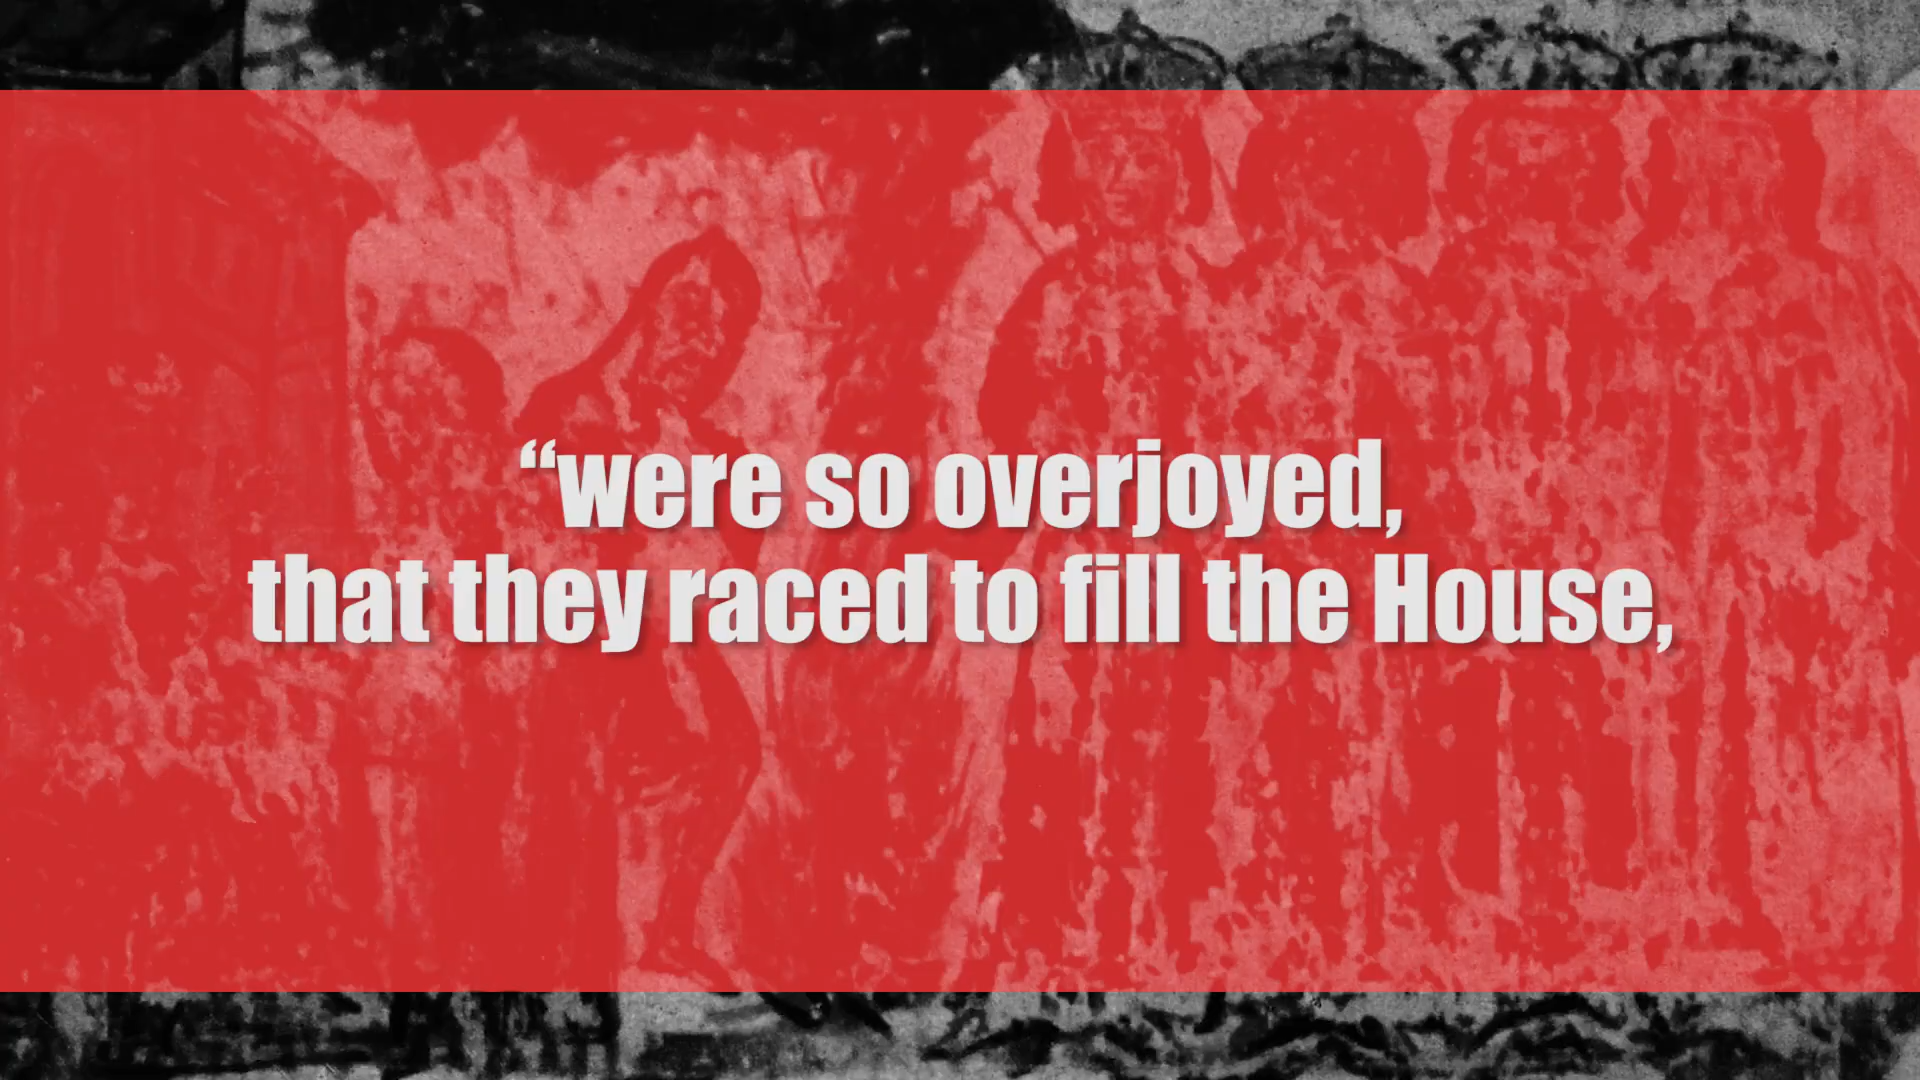 “were so overjoyed,
that they raced to fill the House,